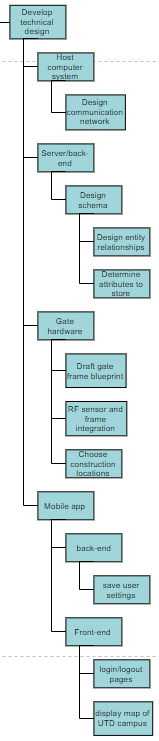 Develop
technical
design
Host
computer
system
Design
communication
network
Server/back-
end
Design
schema
Design entity
relationships
Determine
attributes to
store
Gate
hardware
Draft gate
frame blueprint
RF sensor and
frame
integration
Choose
construction
locations
Mobile app
back-end
save user
settings
Front-end
login/logout
pages
display map of
UTD campus